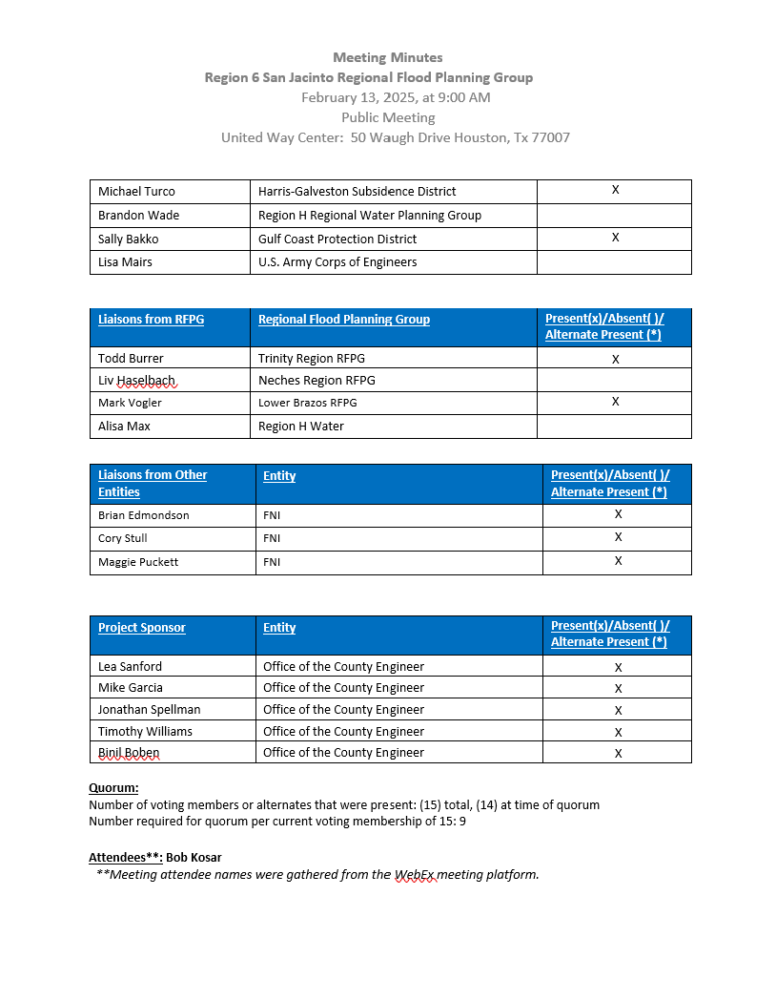 Meeting Minutes
Region 6 San Jacinto Regional Flood Planning Group
February 13, 2025, at 9:00 AM
Public Meeting
United Way Center: 50 Waugh Drive Houston, Tx 77007
Michael Turco Harris-Galveston Subsidence District X
Brandon Wade Region H Regional Water Planning Group
Sally Bakko Gulf Coast Protection District X
Lisa Mairs U.S. Army Corps of Engineers
Liaisons from RFPG Regional Flood Planning Group Present(x)/Absent( )/
Alternate Present (*)
Todd Burrer Trinity Region RFPG X
Liv Haselbach Neches Region RFPG
Mark Vogler Lower Brazos RFPG X
Alisa Max Region H Water
Liaisons from Other Entity Present(x)/Absent( )/
Entities Alternate Present (*)
Brian Edmondson FNI X
Cory Stull FNI X
Maggie Puckett FNI X
Project Sponsor Entity Present(x)/Absent( )/
Alternate Present (*)
Lea Sanford Office of the County Engineer X
Mike Garcia Office of the County Engineer X
Jonathan Spellman Office of the County Engineer X
Timothy Williams Office of the County Engineer X
Binil Boben Office of the County Engineer X
Quorum:
Number of voting members or alternates that were present: (15) total, (14) at time of quorum
Number required for quorum per current voting membership of 15: 9
Attendees**: Bob Kosar
**Meeting attendee names were gathered from the WebEx meeting platform.